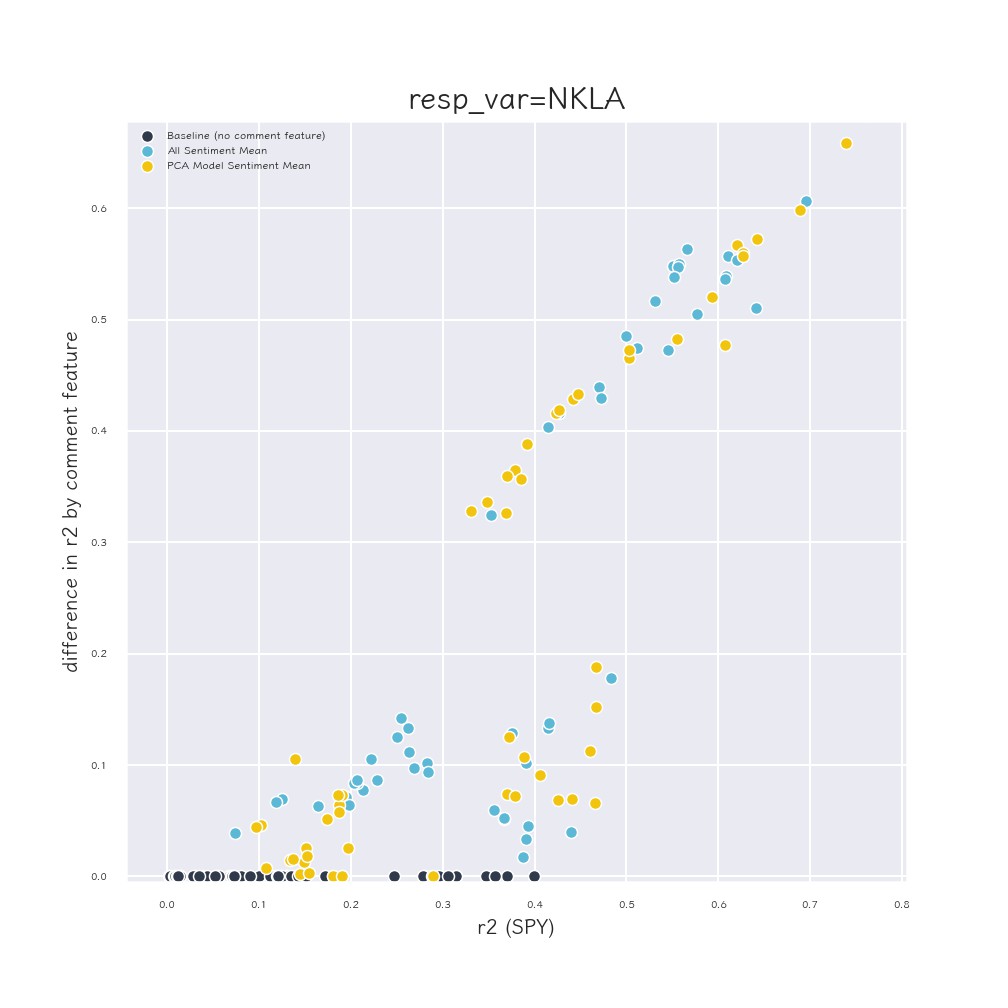 resp_var=NKLA
Baseline (no comment feature)
All Sentiment Mean
PCA Model Sentiment Mean
difference in r2 by comment feature
0.6
0.5
0.4
0.3
0.2
0.1
0.0
0.0 0.1 0.2 0.3 0.4 0.5 0.6 0.7 0.8
r2 (SPY)